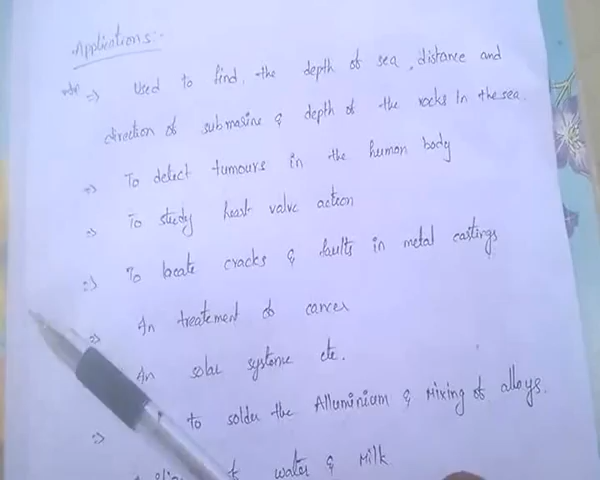 Applications:-
=> Used to find the depth of sea, distance and
direction of submarine & depth of the rocks in the sea.
=> To detect tumours in the human body
=> To study heart valve action
=> To locate cracks & faults in metal castings
=> In treatement of cancer
In solar systeme etc.
=> to solder the Alluminium & Mixing of alloys.
water & Milk